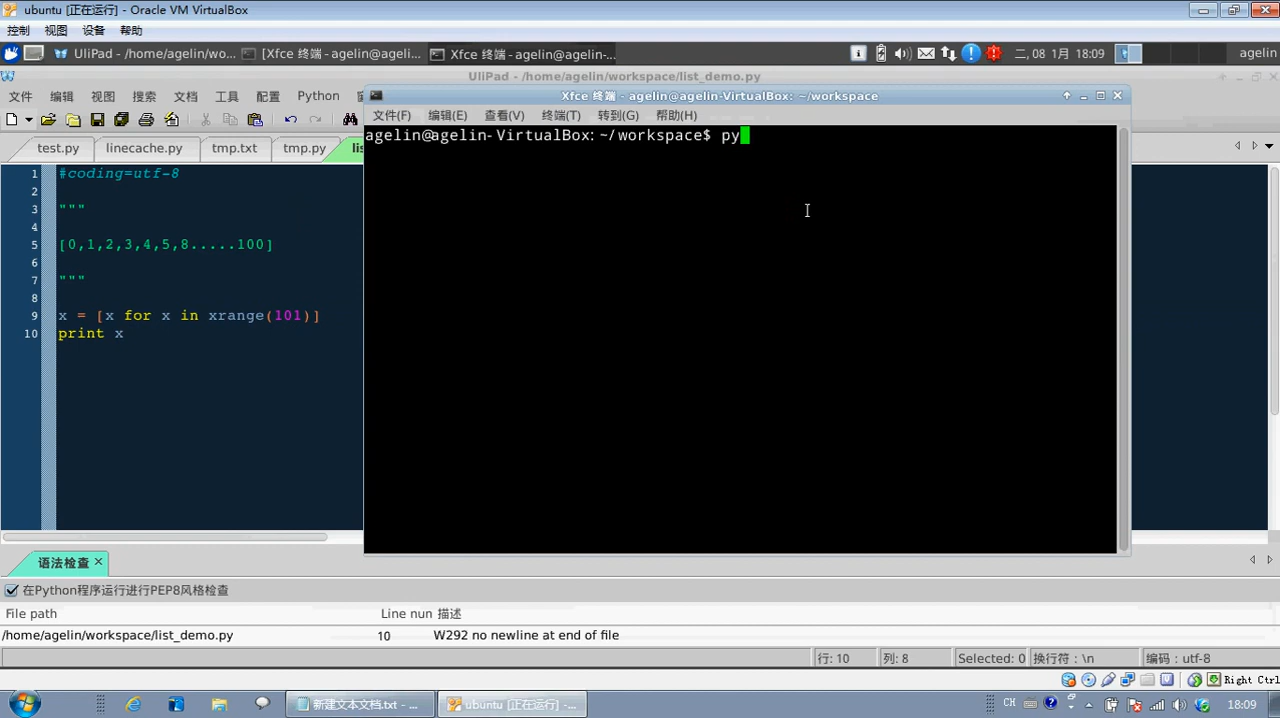 ubuntu [正在运行] - Oracle VM VirtualBox
控制 视图 设备 帮助
UliPad - /home/agelin/wo... [Xfce 终端 - agelin@ageli... Xfce 终端 - agelin@agelin-... 二, 08 1月 18:09 agelin
UliPad - /home/agelin/workspace/list_demo.py
文件 编辑 视图 搜索 文档 工具 配置 Python
Xfce 终端 - agelin@agelin-VirtualBox: ~/workspace
文件(F) 编辑(E) 查看(V) 终端(T) 转到(G) 帮助(H)
agelin@agelin-VirtualBox:~/workspace$ py
test.py linecache.py tmp.txt tmp.py
1 #coding=utf-8
2
3 """
4
5 [0,1,2,3,4,5,8.....100]
6
7 """
8
9 x = [x for x in xrange(101)]
10 print x
语法检查
在Python程序运行进行PEP8风格检查
File path Line nun 描述
/home/agelin/workspace/list_demo.py 10 W292 no newline at end of file
行: 10 列: 8 Selected: 0 换行符：\n 编码：utf-8
Right Ctrl
新建文本文档.txt - ... ubuntu [正在运行] -... CH 18:09